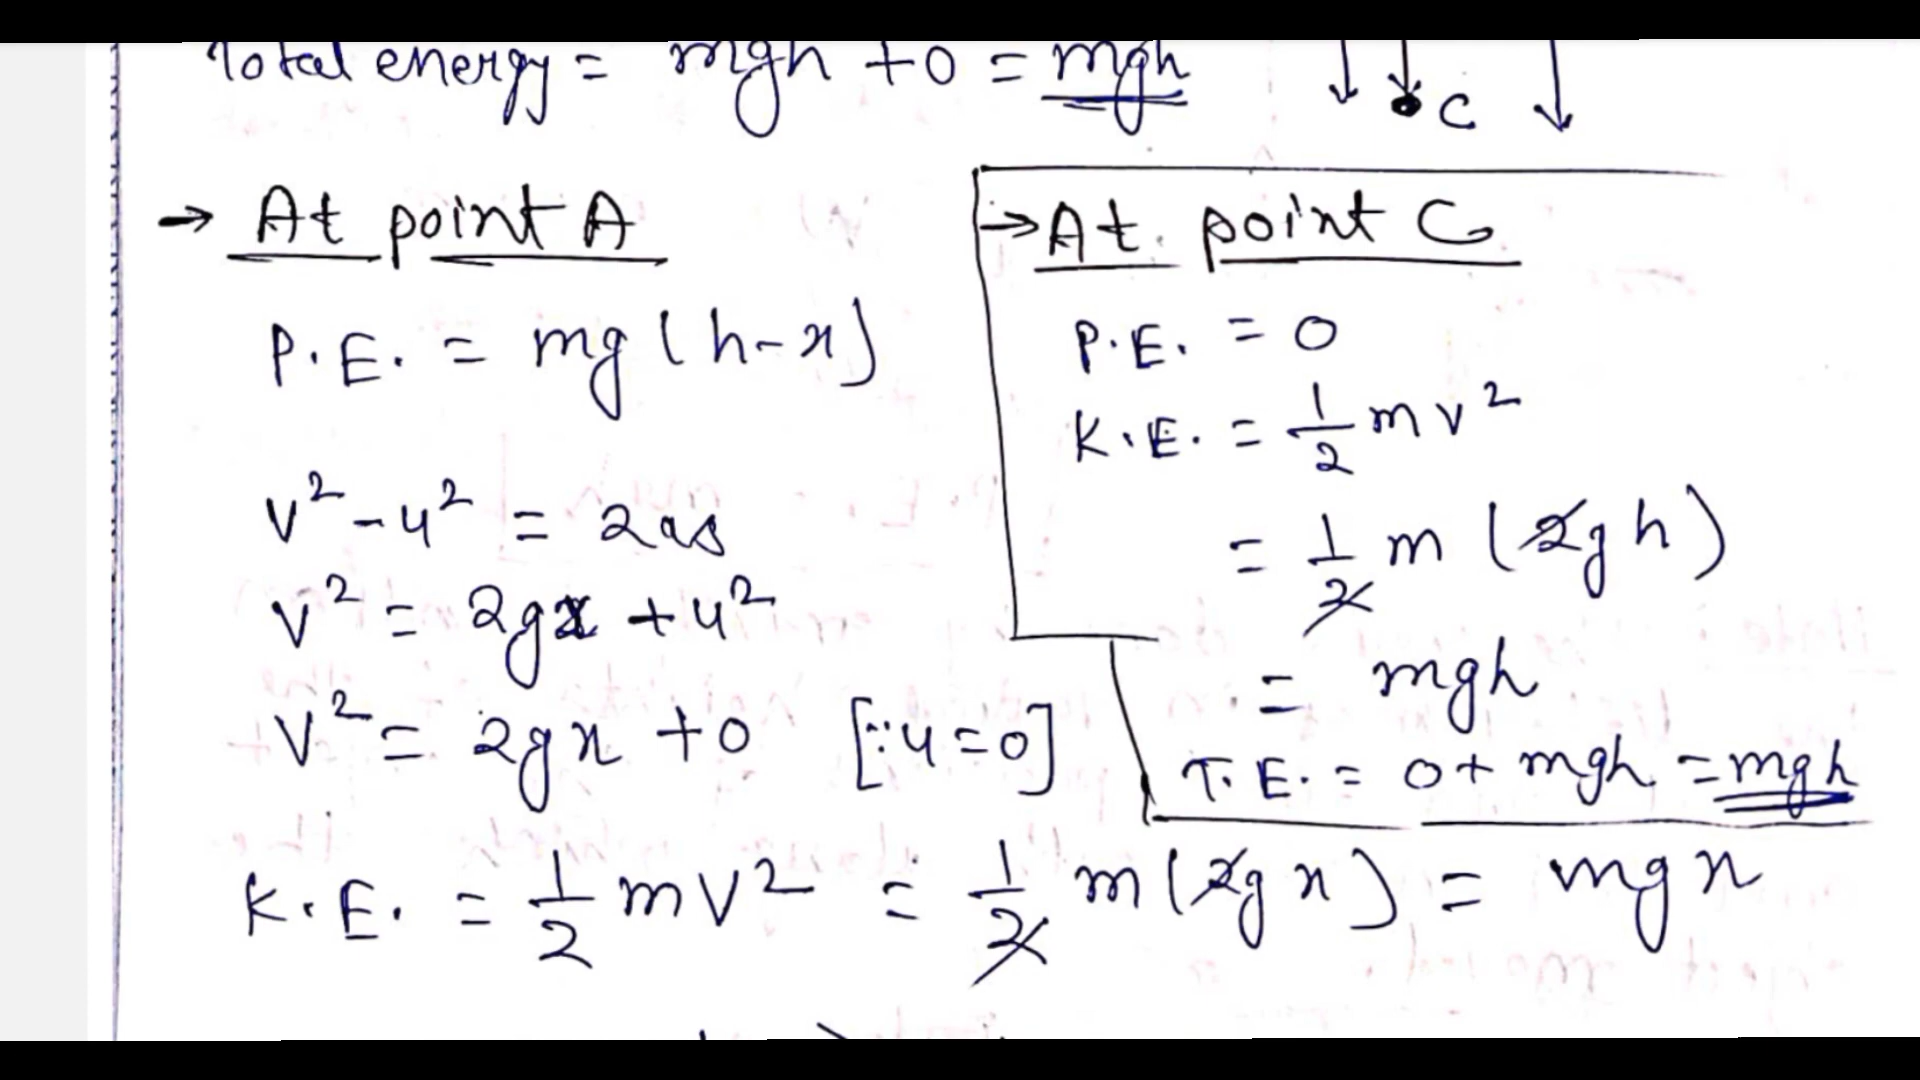 Total energy = mgh + 0 = mgh
C
→ At point A
P.E. = mg(h-x)
v² - u² = 2as
v² = 2gx + u²
v² = 2gx + 0 [∵ u = 0]
K.E. = 1/2 mv² = 1/2 m(2gx) = mgx
→ At point C
P.E. = 0
K.E. = 1/2 mv²
= 1/2 m(2gh)
= mgh
T.E. = 0 + mgh = mgh